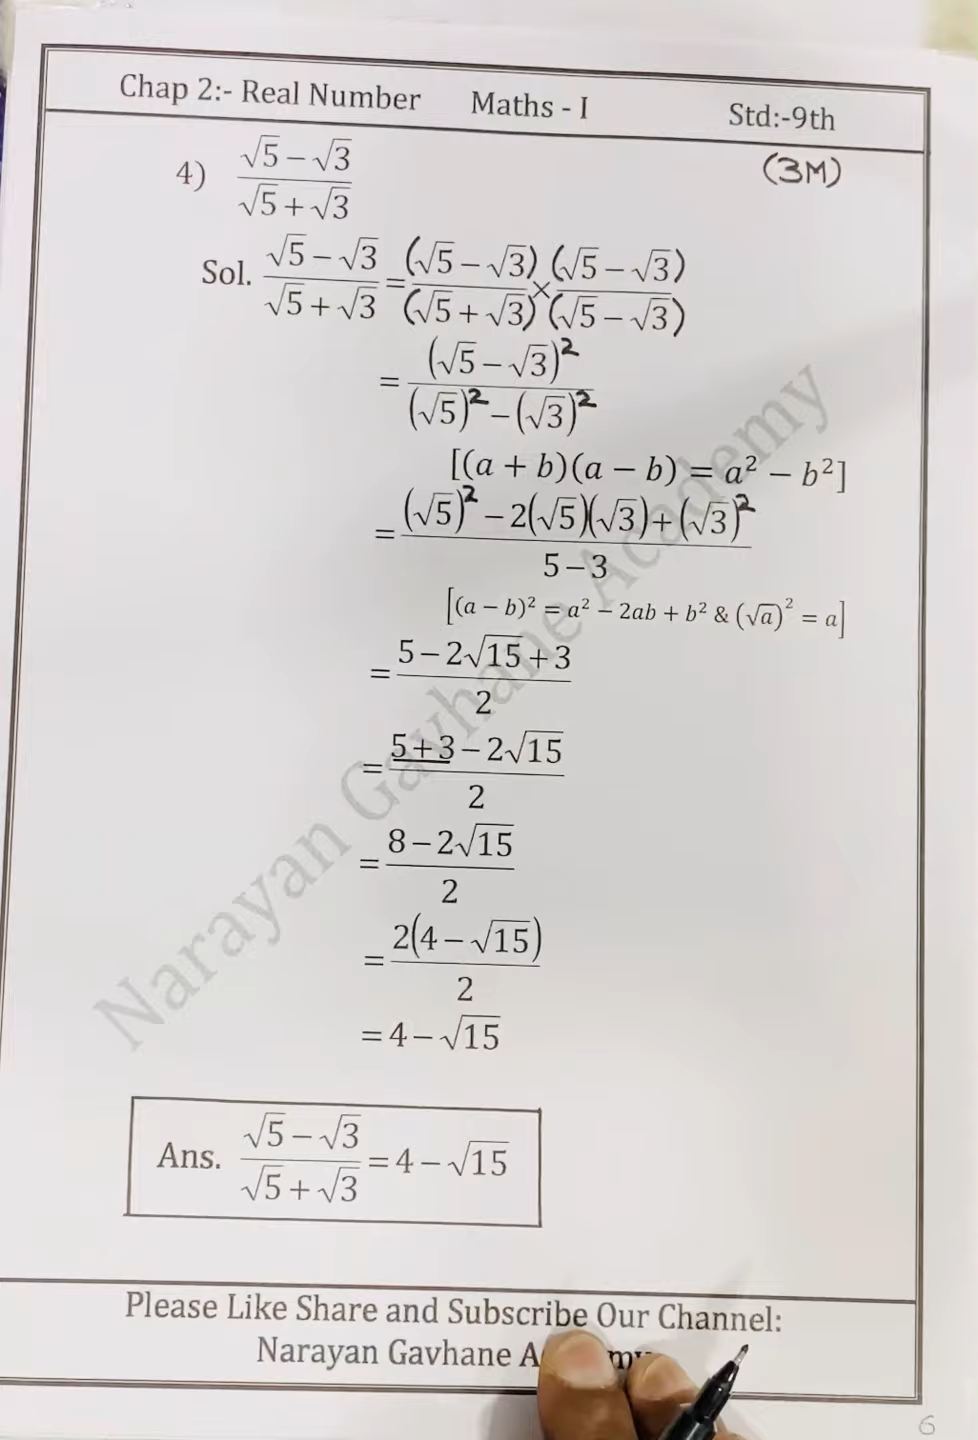 Chap 2:- Real Number Maths - I Std:-9th
(3M)
4) (√5 − √3)/(√5 + √3)
Sol. (√5 − √3)/(√5 + √3) = (√5 − √3)/(√5 + √3) × (√5 − √3)/(√5 − √3)
= (√5 − √3)²/((√5)² − (√3)²)
[(a + b)(a − b) = a² − b²]
= ((√5)² − 2(√5)(√3) + (√3)²)/(5 − 3)
[(a − b)² = a² − 2ab + b² & (√a)² = a]
= (5 − 2√15 + 3)/2
= (5 + 3 − 2√15)/2
= (8 − 2√15)/2
= 2(4 − √15)/2
= 4 − √15
Ans. (√5 − √3)/(√5 + √3) = 4 − √15
Narayan Gavhane Academy
Please Like Share and Subscribe Our Channel:
Narayan Gavhane
6